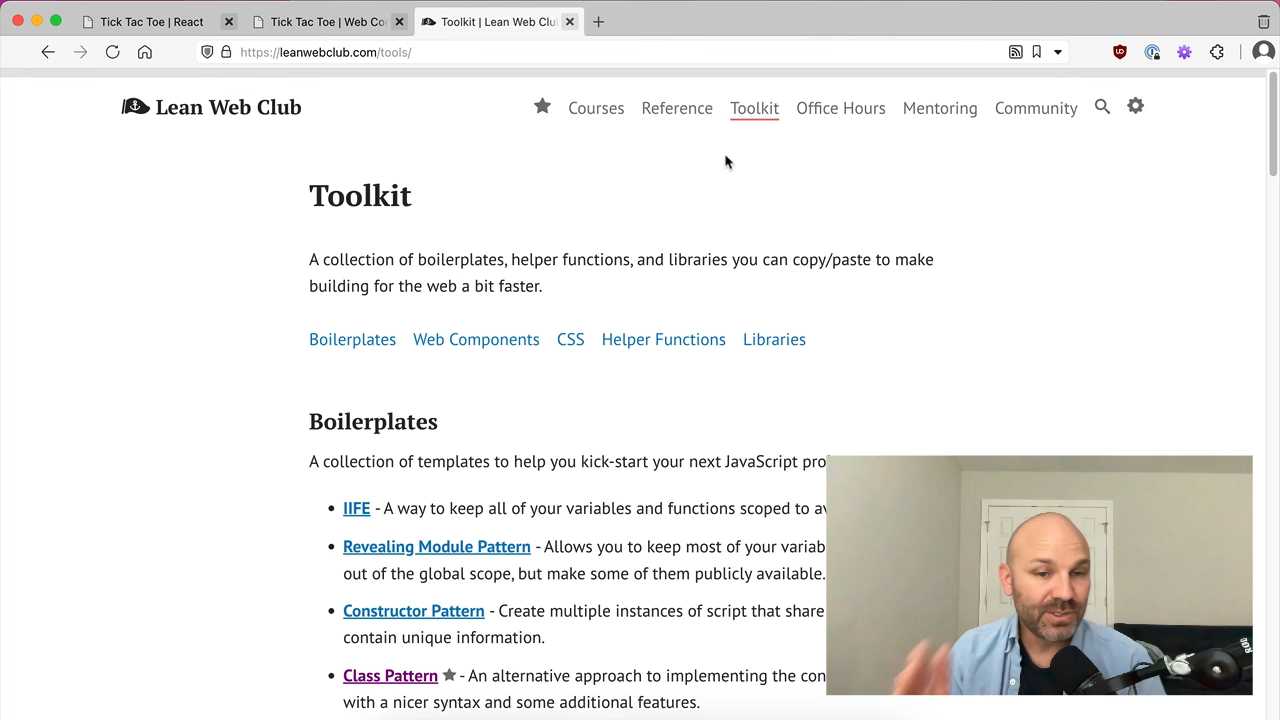 Tick Tac Toe | React
Tick Tac Toe | Web Co
Toolkit | Lean Web Clu
https://leanwebclub.com/tools/
Lean Web Club
Courses Reference Toolkit Office Hours Mentoring Community
Toolkit
A collection of boilerplates, helper functions, and libraries you can copy/paste to make
building for the web a bit faster.
Boilerplates Web Components CSS Helper Functions Libraries
Boilerplates
A collection of templates to help you kick-start your next JavaScript pro
• IIFE - A way to keep all of your variables and functions scoped to av
• Revealing Module Pattern - Allows you to keep most of your variab
out of the global scope, but make some of them publicly available.
• Constructor Pattern - Create multiple instances of script that share
contain unique information.
• Class Pattern - An alternative approach to implementing the con
with a nicer syntax and some additional features.